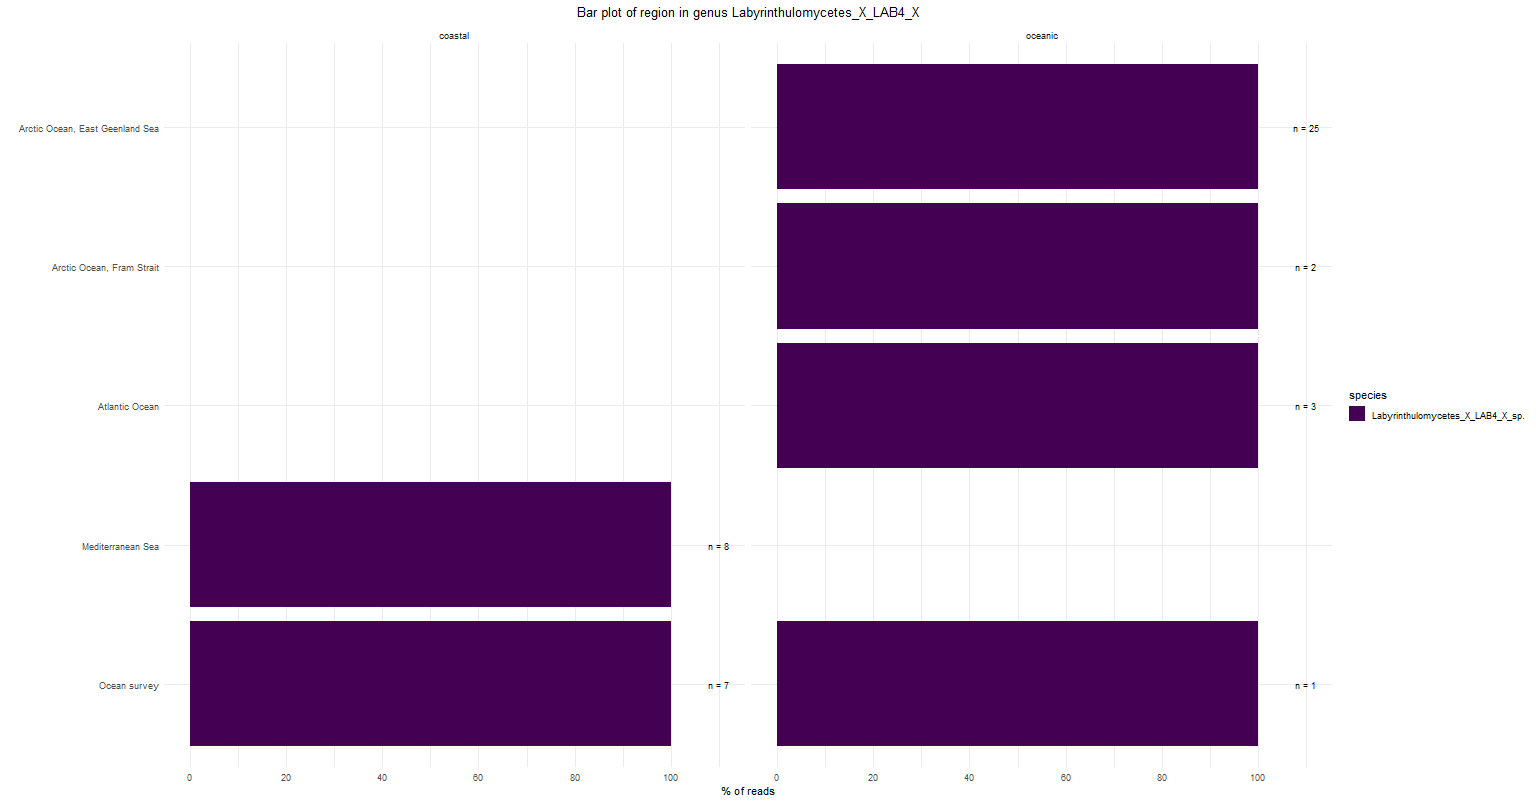 Bar plot of region in genus Labyrinthulomycetes_X_LAB4_X
coastal
oceanic
Arctic Ocean, East Geenland Sea
n = 25
Arctic Ocean, Fram Strait
n = 2
Atlantic Ocean
n = 3
species
Labyrinthulomycetes_X_LAB4_X_sp.
Mediterranean Sea
n = 8
Ocean survey
n = 7
n = 1
0 20 40 60 80 100
0 20 40 60 80 100
% of reads